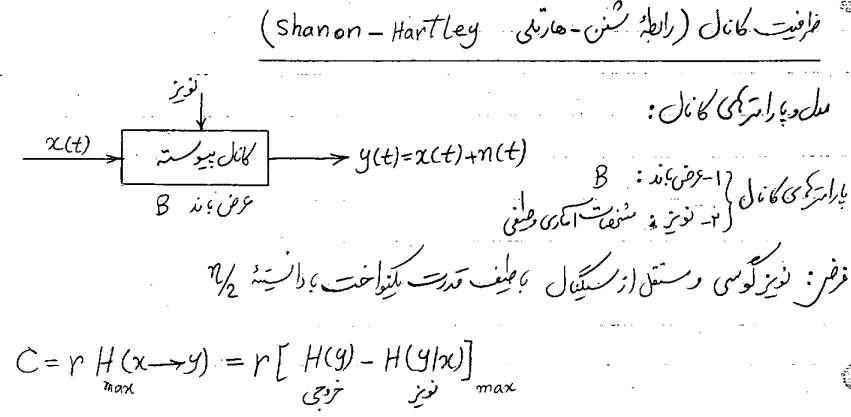 ظرفیت کانال (رابطهٔ شنن-هارتلی Shanon - Hartley)
مدل و پارامترهای کانال:
نویز
x(t) کانال پیوسته y(t)=x(t)+n(t)
عرض باند B
پارامترهای کانال
۱- عرض باند: B
۲- نویز: مشخصات آماری وطیفی
فرض: نویز گوسی و مستقل از سیگنال با طیف قدرت یکنواخت با دانسیتهٔ η/2
C = r H(x→y) = r[ H(y) - H(y|x)]
max خروجی نویز max